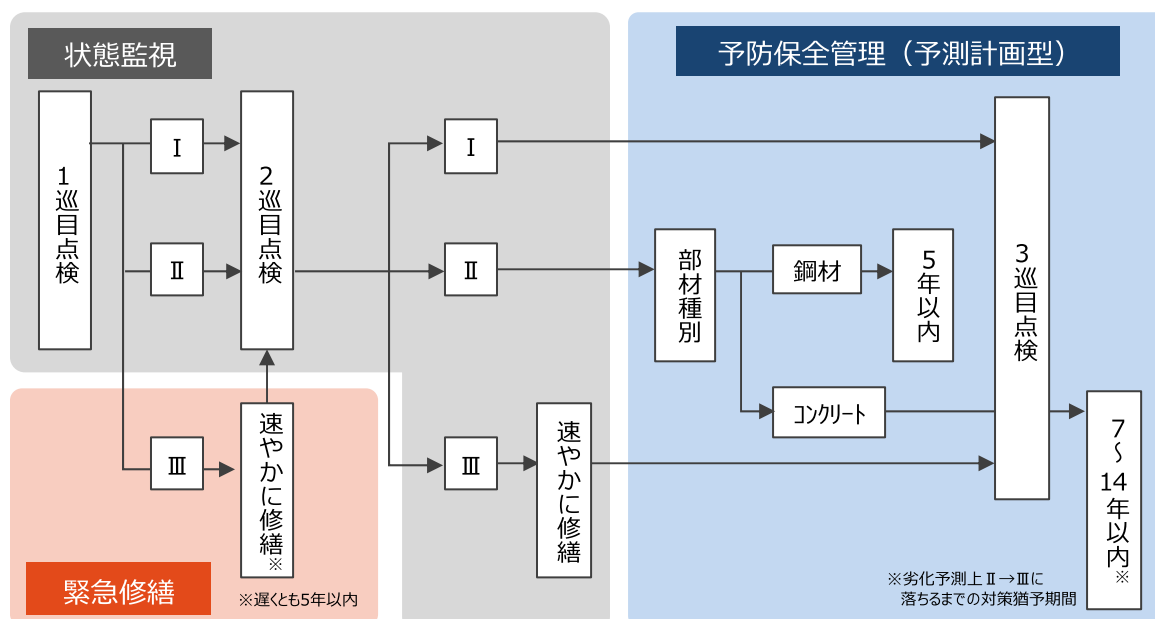 状態監視
予防保全管理（予測計画型）
1巡目点検
Ⅰ
Ⅱ
Ⅲ
2巡目点検
速やかに修繕※
緊急修繕
※遅くとも5年以内
Ⅰ
Ⅱ
Ⅲ
速やかに修繕
部材種別
鋼材
5年以内
コンクリート
3巡目点検
7～14年以内※
※劣化予測上Ⅱ→Ⅲに
落ちるまでの対策猶予期間